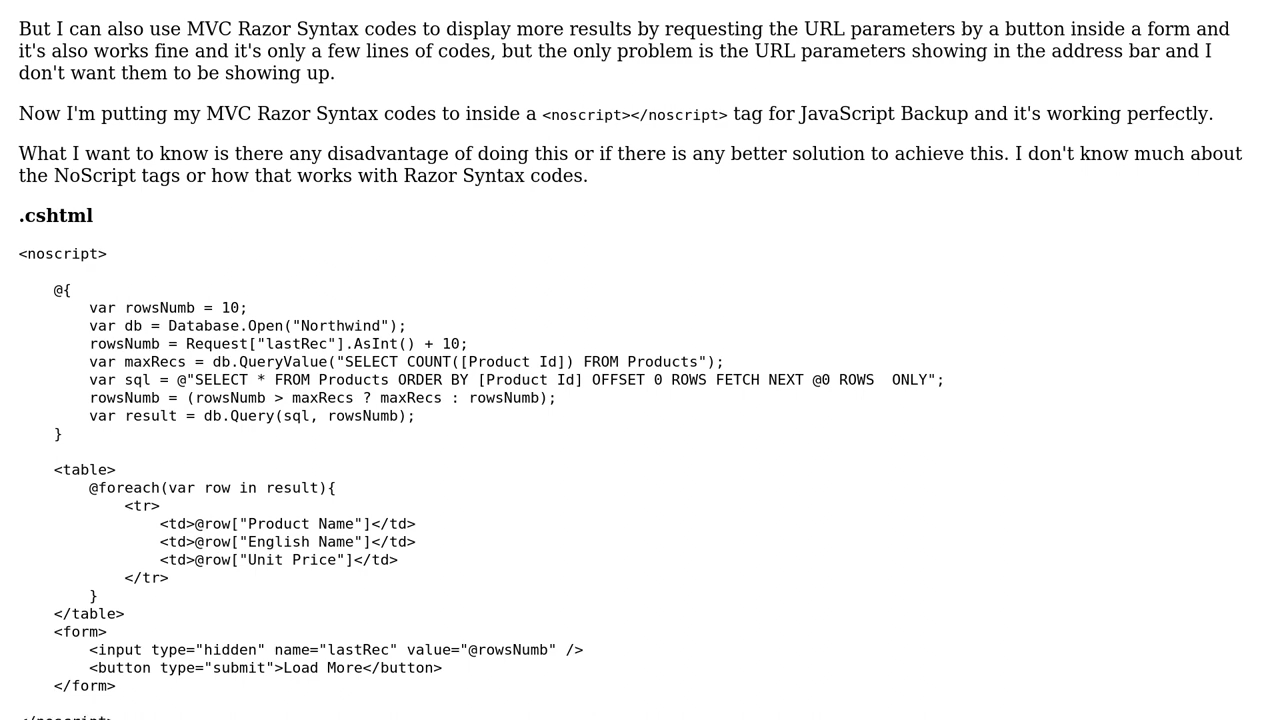 But I can also use MVC Razor Syntax codes to display more results by requesting the URL parameters by a button inside a form and
it's also works fine and it's only a few lines of codes, but the only problem is the URL parameters showing in the address bar and I
don't want them to be showing up.
Now I'm putting my MVC Razor Syntax codes to inside a <noscript></noscript> tag for JavaScript Backup and it's working perfectly.
What I want to know is there any disadvantage of doing this or if there is any better solution to achieve this. I don't know much about
the NoScript tags or how that works with Razor Syntax codes.
.cshtml
<noscript>
@{
var rowsNumb = 10;
var db = Database.Open("Northwind");
rowsNumb = Request["lastRec"].AsInt() + 10;
var maxRecs = db.QueryValue("SELECT COUNT([Product Id]) FROM Products");
var sql = @"SELECT * FROM Products ORDER BY [Product Id] OFFSET 0 ROWS FETCH NEXT @0 ROWS  ONLY";
rowsNumb = (rowsNumb > maxRecs ? maxRecs : rowsNumb);
var result = db.Query(sql, rowsNumb);
}
<table>
@foreach(var row in result){
<tr>
<td>@row["Product Name"]</td>
<td>@row["English Name"]</td>
<td>@row["Unit Price"]</td>
</tr>
}
</table>
<form>
<input type="hidden" name="lastRec" value="@rowsNumb" />
<button type="submit">Load More</button>
</form>
</noscript>